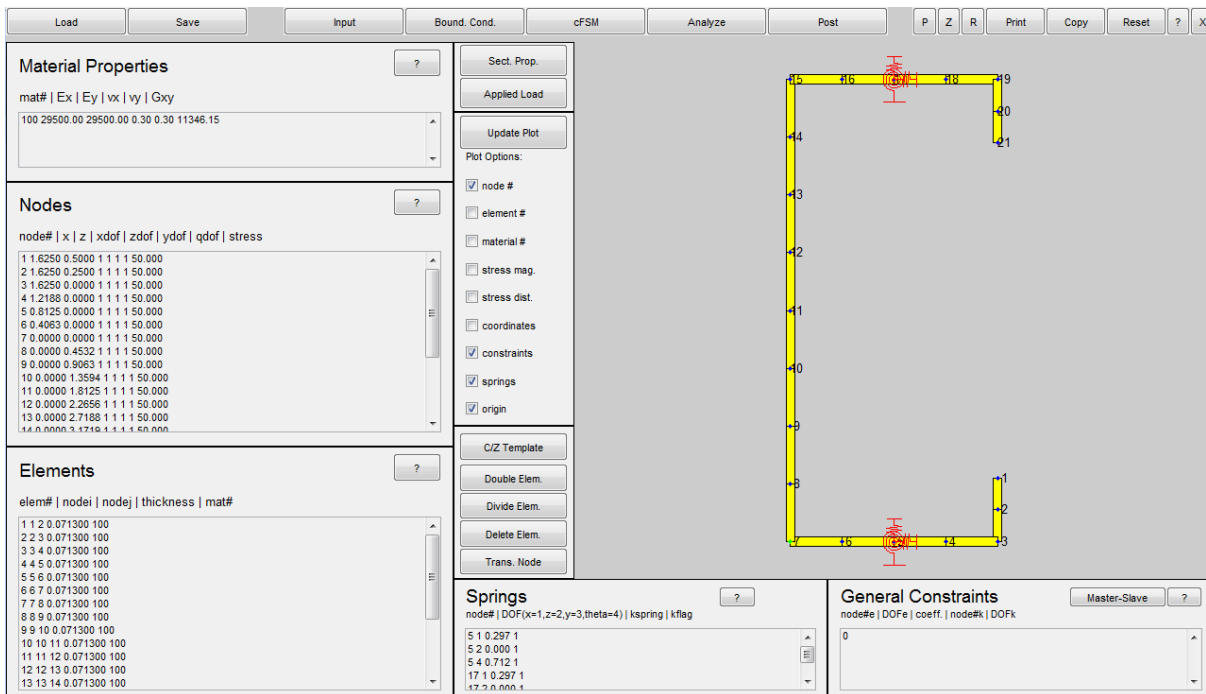 Load Save Input Bound. Cond. cFSM Analyze Post P Z R Print Copy Reset ? X
Material Properties ?
mat# | Ex | Ey | vx | vy | Gxy
100 29500.00 29500.00 0.30 0.30 11346.15
Nodes ?
node# | x | z | xdof | zdof | ydof | qdof | stress
1 1.6250 0.5000 1 1 1 1 50.000
2 1.6250 0.2500 1 1 1 1 50.000
3 1.6250 0.0000 1 1 1 1 50.000
4 1.2188 0.0000 1 1 1 1 50.000
5 0.8125 0.0000 1 1 1 1 50.000
6 0.4063 0.0000 1 1 1 1 50.000
7 0.0000 0.0000 1 1 1 1 50.000
8 0.0000 0.4532 1 1 1 1 50.000
9 0.0000 0.9063 1 1 1 1 50.000
10 0.0000 1.3594 1 1 1 1 50.000
11 0.0000 1.8125 1 1 1 1 50.000
12 0.0000 2.2656 1 1 1 1 50.000
13 0.0000 2.7188 1 1 1 1 50.000
14 0.0000 3.1719 1 1 1 1 50.000
Elements ?
elem# | nodei | nodej | thickness | mat#
1 1 2 0.071300 100
2 2 3 0.071300 100
3 3 4 0.071300 100
4 4 5 0.071300 100
5 5 6 0.071300 100
6 6 7 0.071300 100
7 7 8 0.071300 100
8 8 9 0.071300 100
9 9 10 0.071300 100
10 10 11 0.071300 100
11 11 12 0.071300 100
12 12 13 0.071300 100
13 13 14 0.071300 100
Sect. Prop.
Applied Load
Update Plot
Plot Options:
node #
element #
material #
stress mag.
stress dist.
coordinates
constraints
springs
origin
C/Z Template
Double Elem.
Divide Elem.
Delete Elem.
Trans. Node
15 16 18 19
20
14 21
13
12
11
10
9
8 1
2
7 6 4 3
Springs ?
node# | DOF(x=1,z=2,y=3,theta=4) | kspring | kflag
5 1 0.297 1
5 2 0.000 1
5 4 0.712 1
17 1 0.297 1
17 2 0.000 1
General Constraints Master-Slave ?
node#e | DOFe | coeff. | node#k | DOFk
0